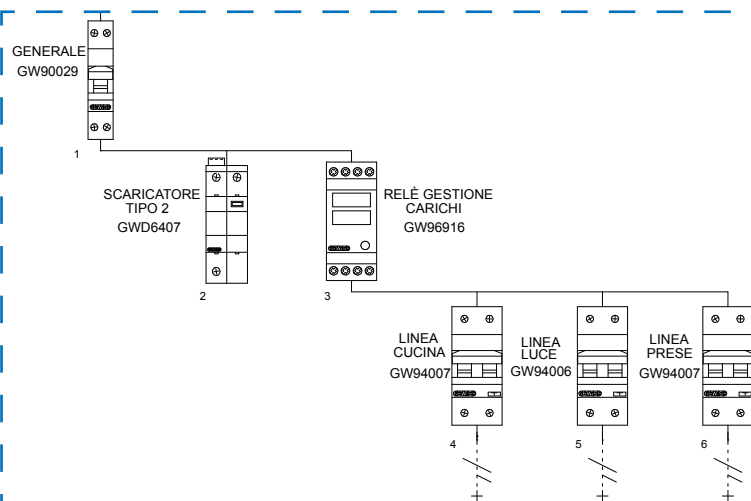 GENERALE
GW90029
1
SCARICATORE
TIPO 2
GWD6407
2
RELÈ GESTIONE
CARICHI
GW96916
3
LINEA
CUCINA
GW94007
4
LINEA
LUCE
GW94006
5
LINEA
PRESE
GW94007
6